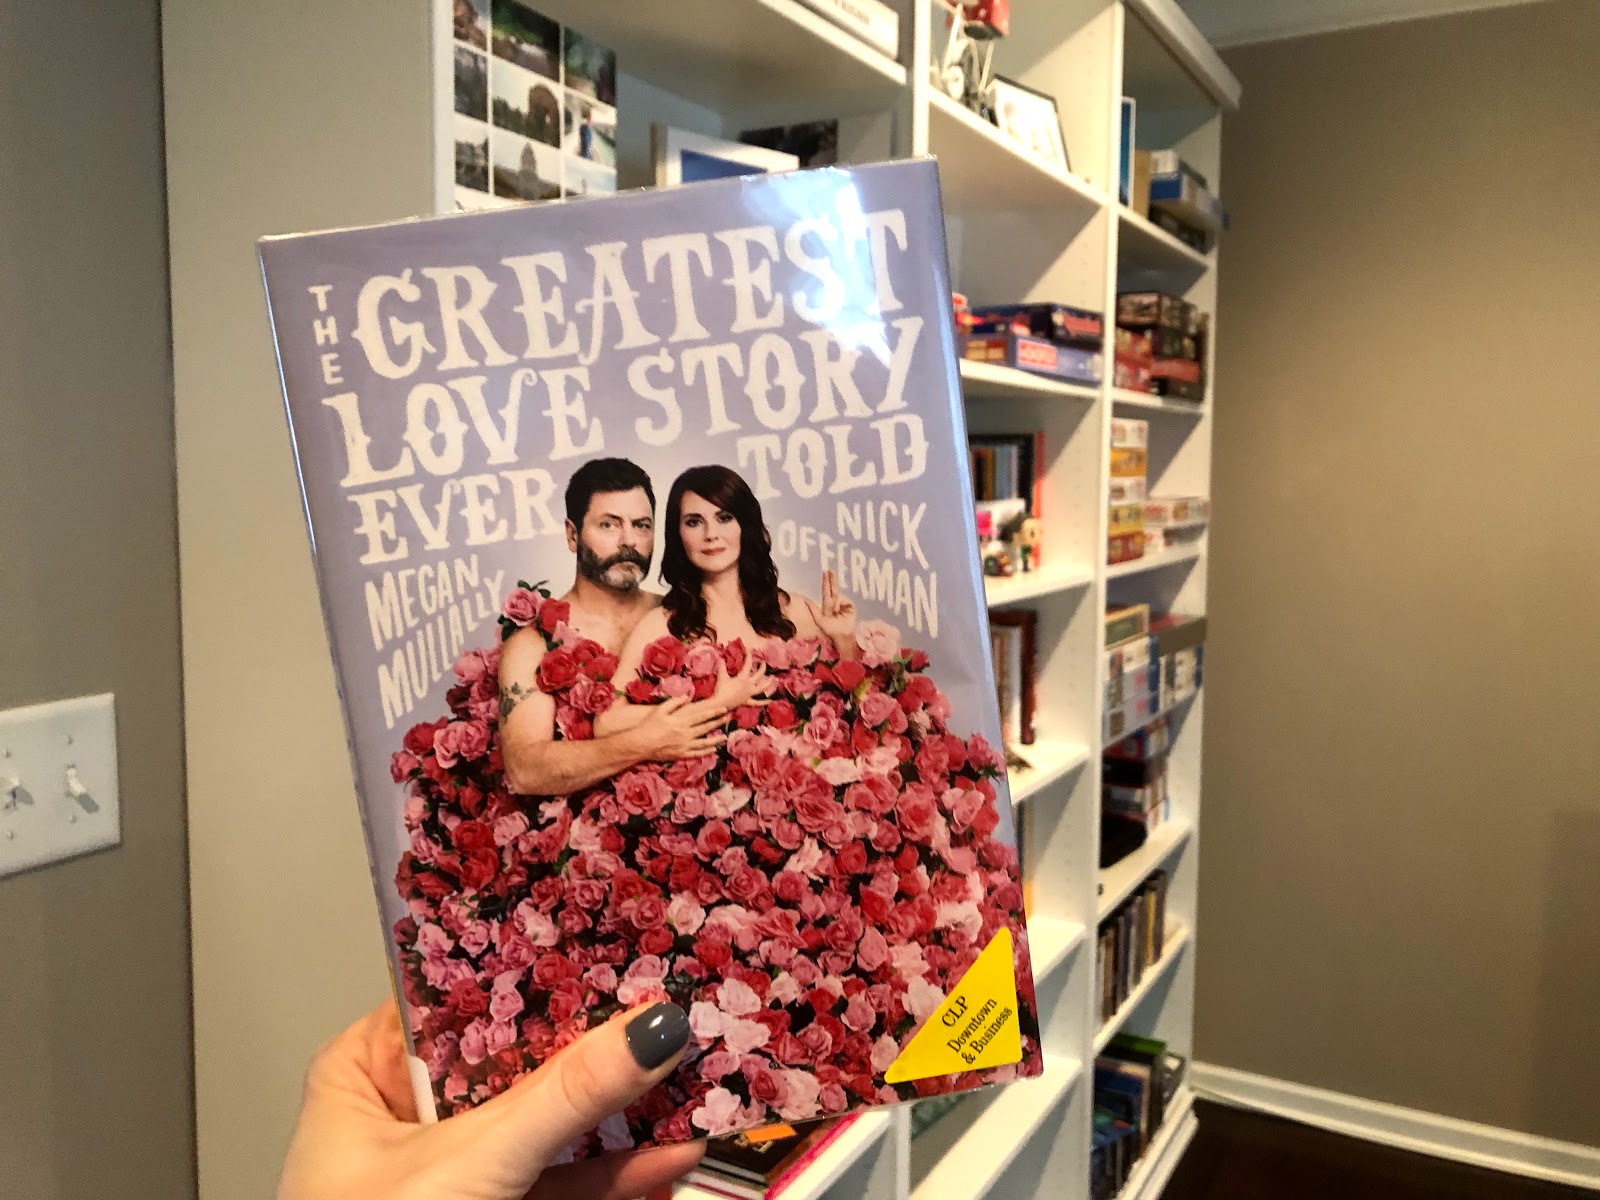 THE
GREATEST
LOVE STORY
EVER TOLD
MEGAN
MULLALLY
NICK
OFFERMAN
CLP
Downtown
& Business